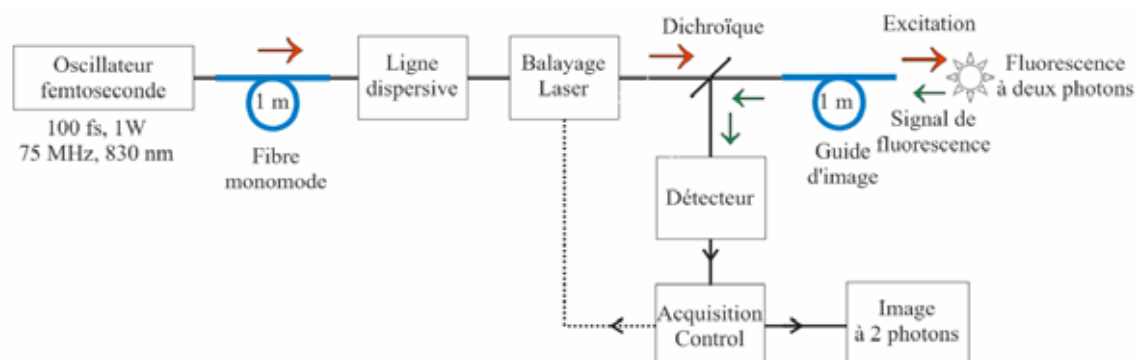 Oscillateur
femtoseconde
100 fs, 1W
75 MHz, 830 nm
1 m
Fibre
monomode
Ligne
dispersive
Balayage
Laser
Dichroïque
1 m
Guide
d'image
Excitation
Fluorescence
à deux photons
Signal de
fluorescence
Détecteur
Acquisition
Control
Image
à 2 photons